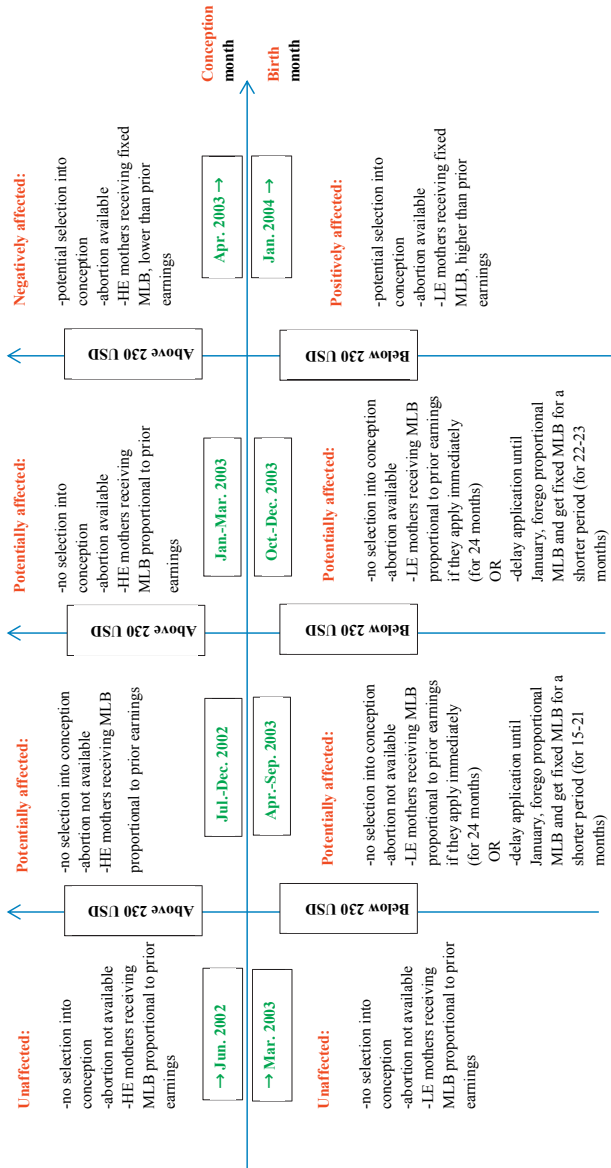 Unaffected:
-no selection into
conception
-abortion not available
-HE mothers receiving
MLB proportional to prior
earnings
Potentially affected:
-no selection into conception
-abortion not available
-HE mothers receiving MLB
proportional to prior earnings
Potentially affected:
-no selection into
conception
-abortion available
-HE mothers receiving
MLB proportional to prior
earnings
Negatively affected:
-potential selection into
conception
-abortion available
-HE mothers receiving fixed
MLB, lower than prior
earnings
Above 230 USD
Above 230 USD
Above 230 USD
→ Jun. 2002
Jul.-Dec. 2002
Jan.-Mar. 2003
Apr. 2003 →
Conception
month
→ Mar. 2003
Apr.-Sep. 2003
Oct.-Dec. 2003
Jan. 2004 →
Birth
month
Below 230 USD
Below 230 USD
Below 230 USD
Unaffected:
-no selection into
conception
-abortion not available
-LE mothers receiving
MLB proportional to prior
earnings
Potentially affected:
-no selection into conception
-abortion not available
-LE mothers receiving MLB
proportional to prior earnings
if they apply immediately
(for 24 months)
OR
-delay application until
January, forego proportional
MLB and get fixed MLB for a
shorter period (for 15-21
months)
Potentially affected:
-no selection into conception
-abortion available
-LE mothers receiving MLB
proportional to prior earnings
if they apply immediately
(for 24 months)
OR
-delay application until
January, forego proportional
MLB and get fixed MLB for a
shorter period (for 22-23
months)
Positively affected:
-potential selection into
conception
-abortion available
-LE mothers receiving fixed
MLB, higher than prior
earnings